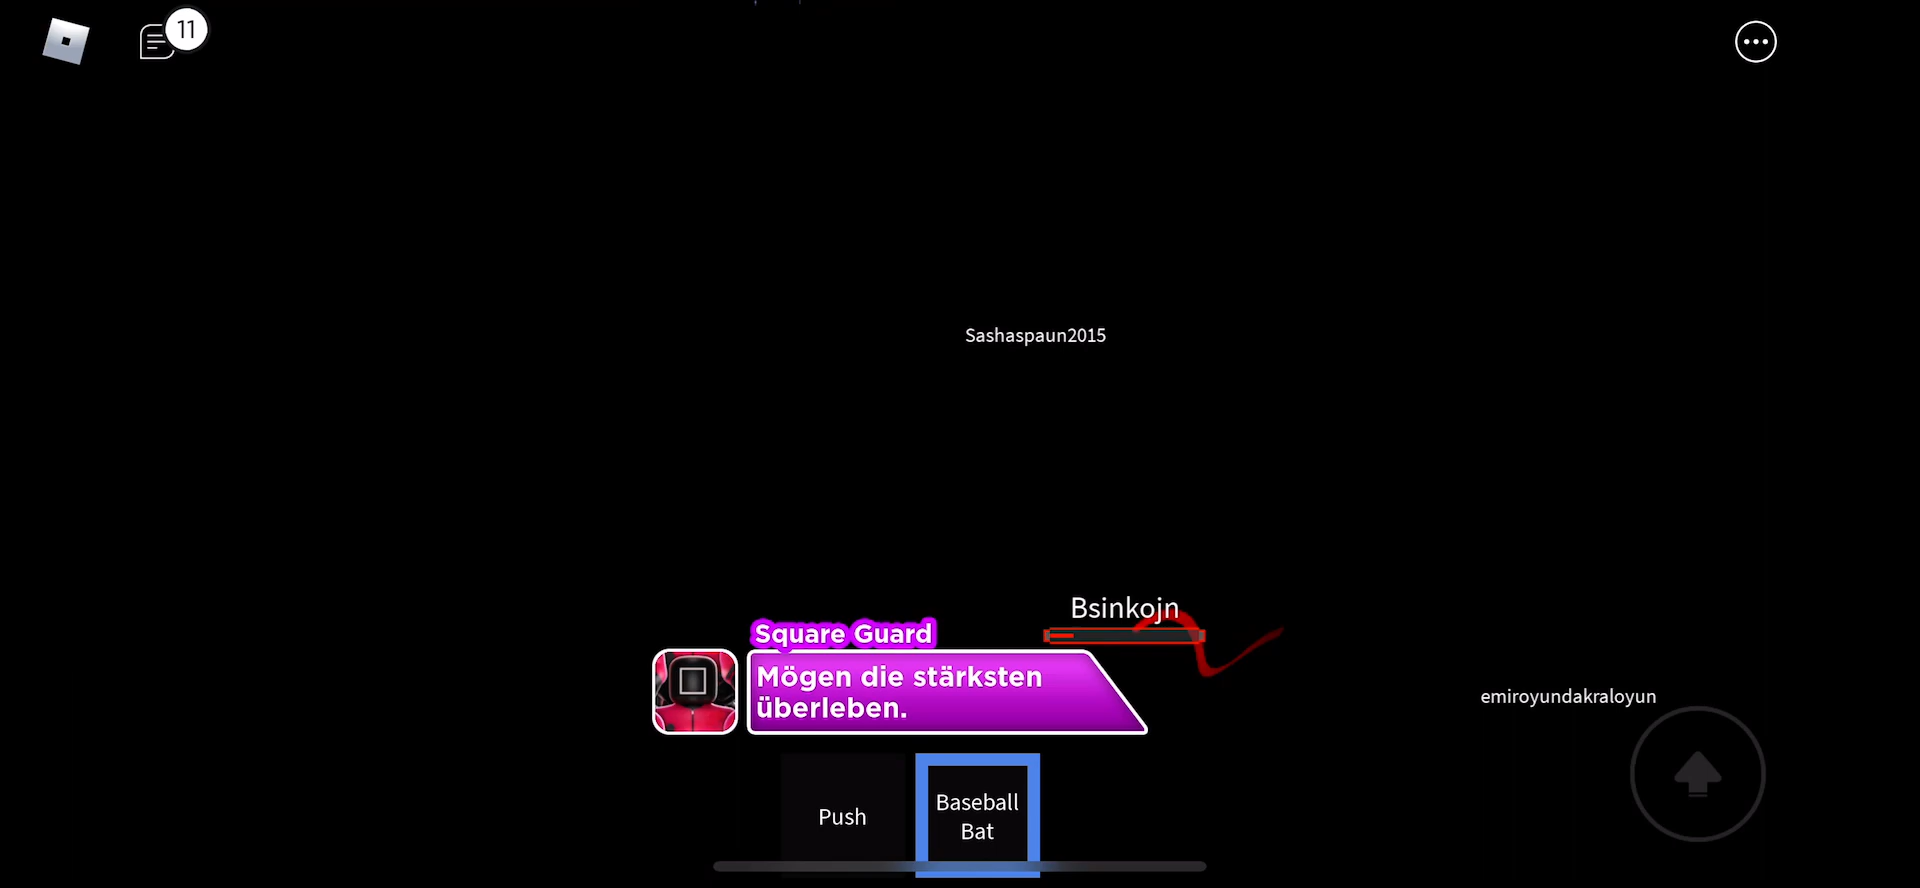 11
Sashaspaun2015
Bsinkojn
Square Guard
Mögen die stärksten
überleben.
emiroyundakraloyun
Push
Baseball
Bat